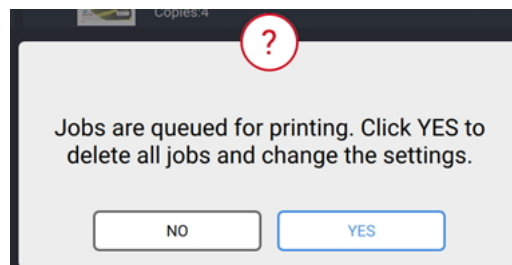 Copies:4
?
Jobs are queued for printing. Click YES to
delete all jobs and change the settings.
NO
YES